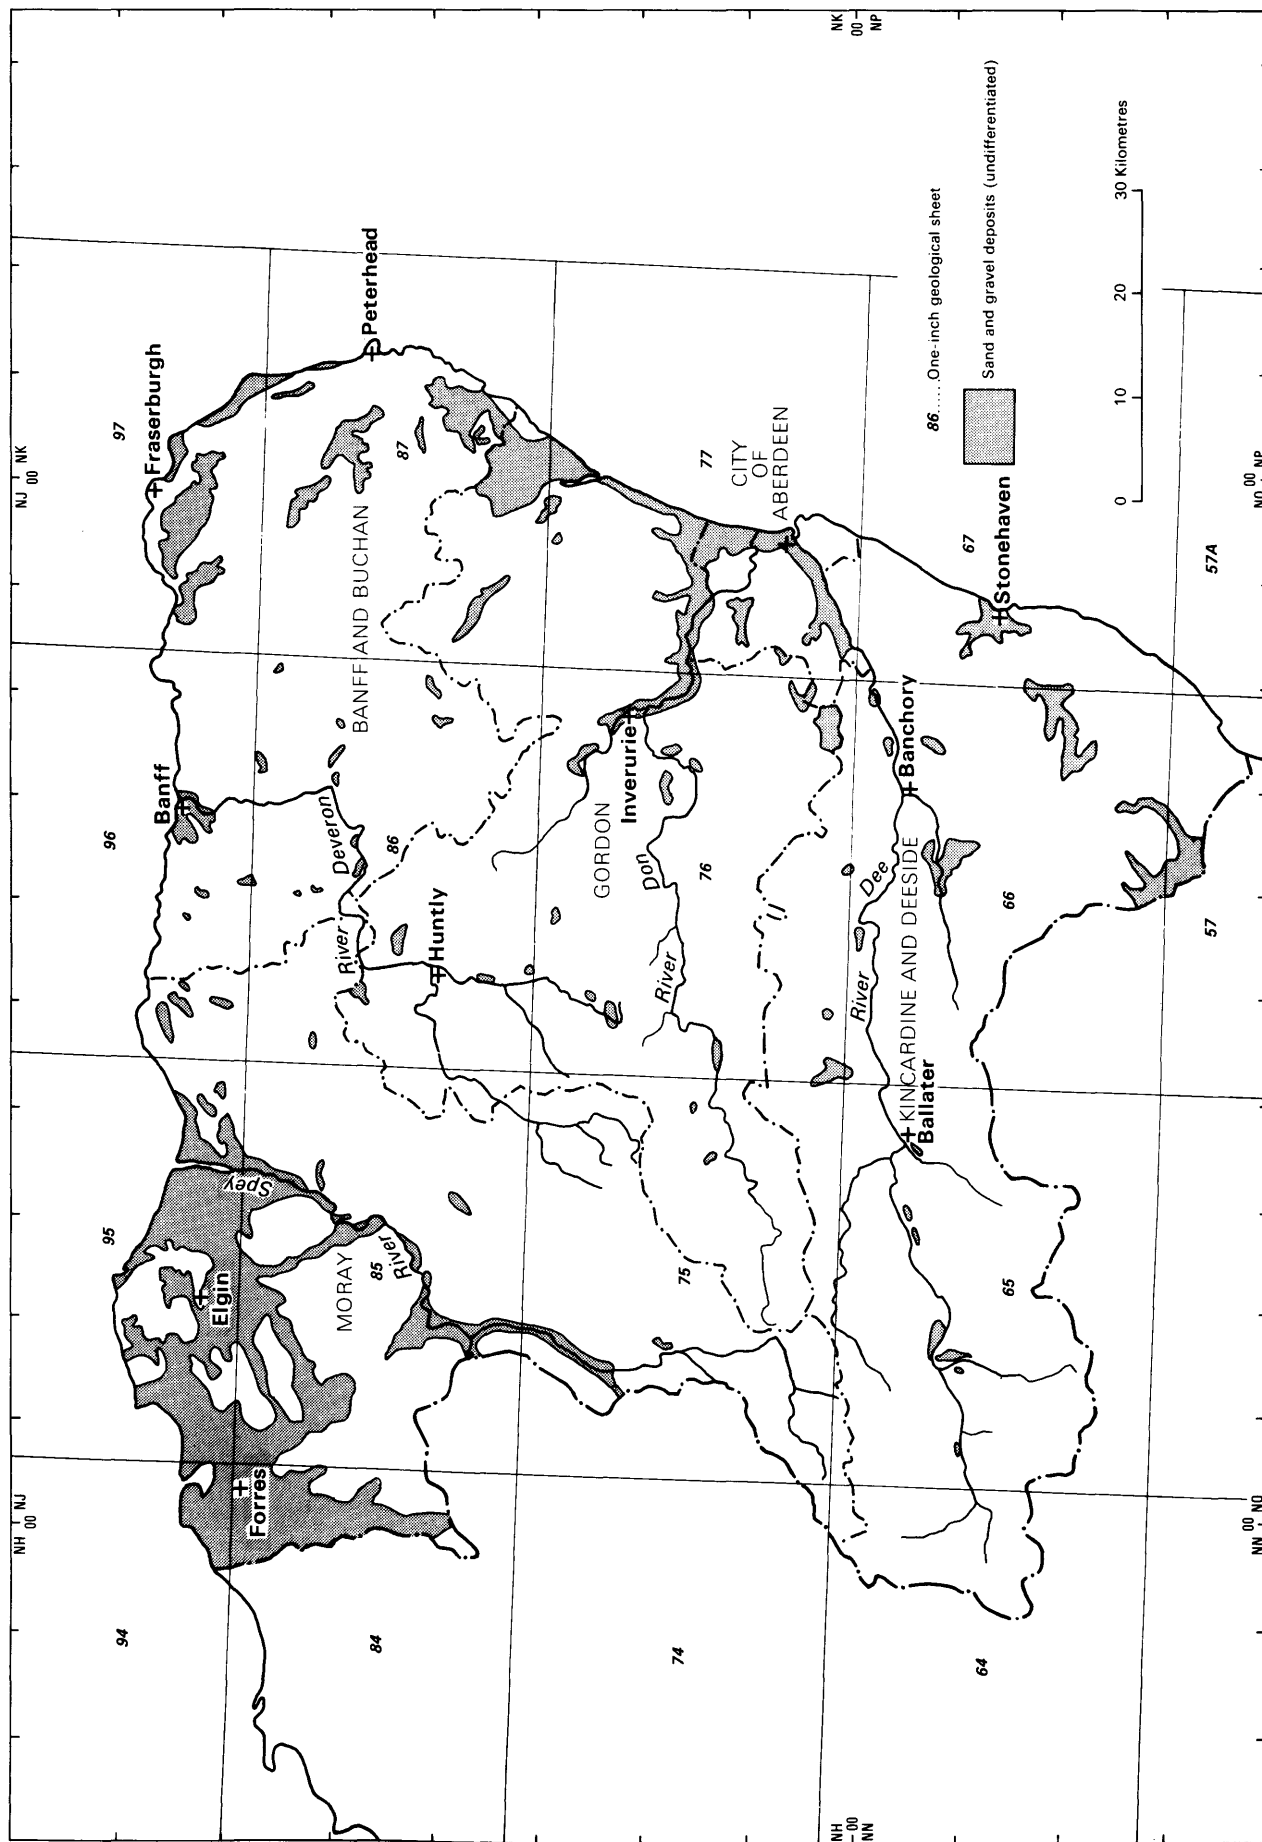 NH NJ
00
NJ 00 NK
94
95
96
97
Forres
Elgin
Spey
Banff
Fraserburgh
84
MORAY
85
River
River Deveron
86
BANFF AND BUCHAN
87
Peterhead
Huntly
74
75
GORDON
Inverurie
River Don
76
77
CITY
OF
ABERDEEN
NH
00
NN
NK
00
NP
River Dee
KINCARDINE AND DEESIDE
Ballater
Banchory
64
65
66
67
Stonehaven
86.....One-inch geological sheet
Sand and gravel deposits (undifferentiated)
0 10 20 30 Kilometres
57
57A
NN 00 NO
NO 00 NP